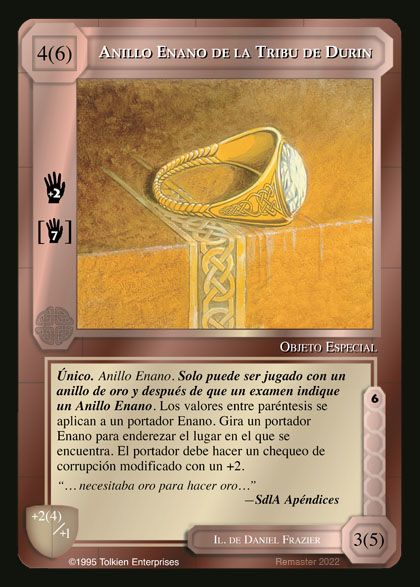 4(6)
Anillo Enano de la Tribu de Durin
+2
[7]
Objeto Especial
Único. Anillo Enano. Solo puede ser jugado con un
anillo de oro y después de que un examen indique
un Anillo Enano. Los valores entre paréntesis se
aplican a un portador Enano. Gira un portador
Enano para enderezar el lugar en el que se
encuentra. El portador debe hacer un chequeo de
corrupción modificado con un +2.
6
“… necesitaba oro para hacer oro…”
—SdlA Apéndices
+2(4)
/+1
Il. de Daniel Frazier
3(5)
©1995 Tolkien Enterprises
Remaster 2022